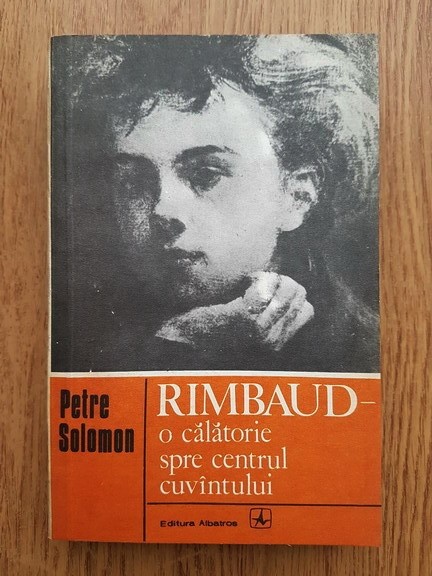 Petre
Solomon
RIMBAUD–
o călătorie
spre centrul
cuvîntului
Editura Albatros